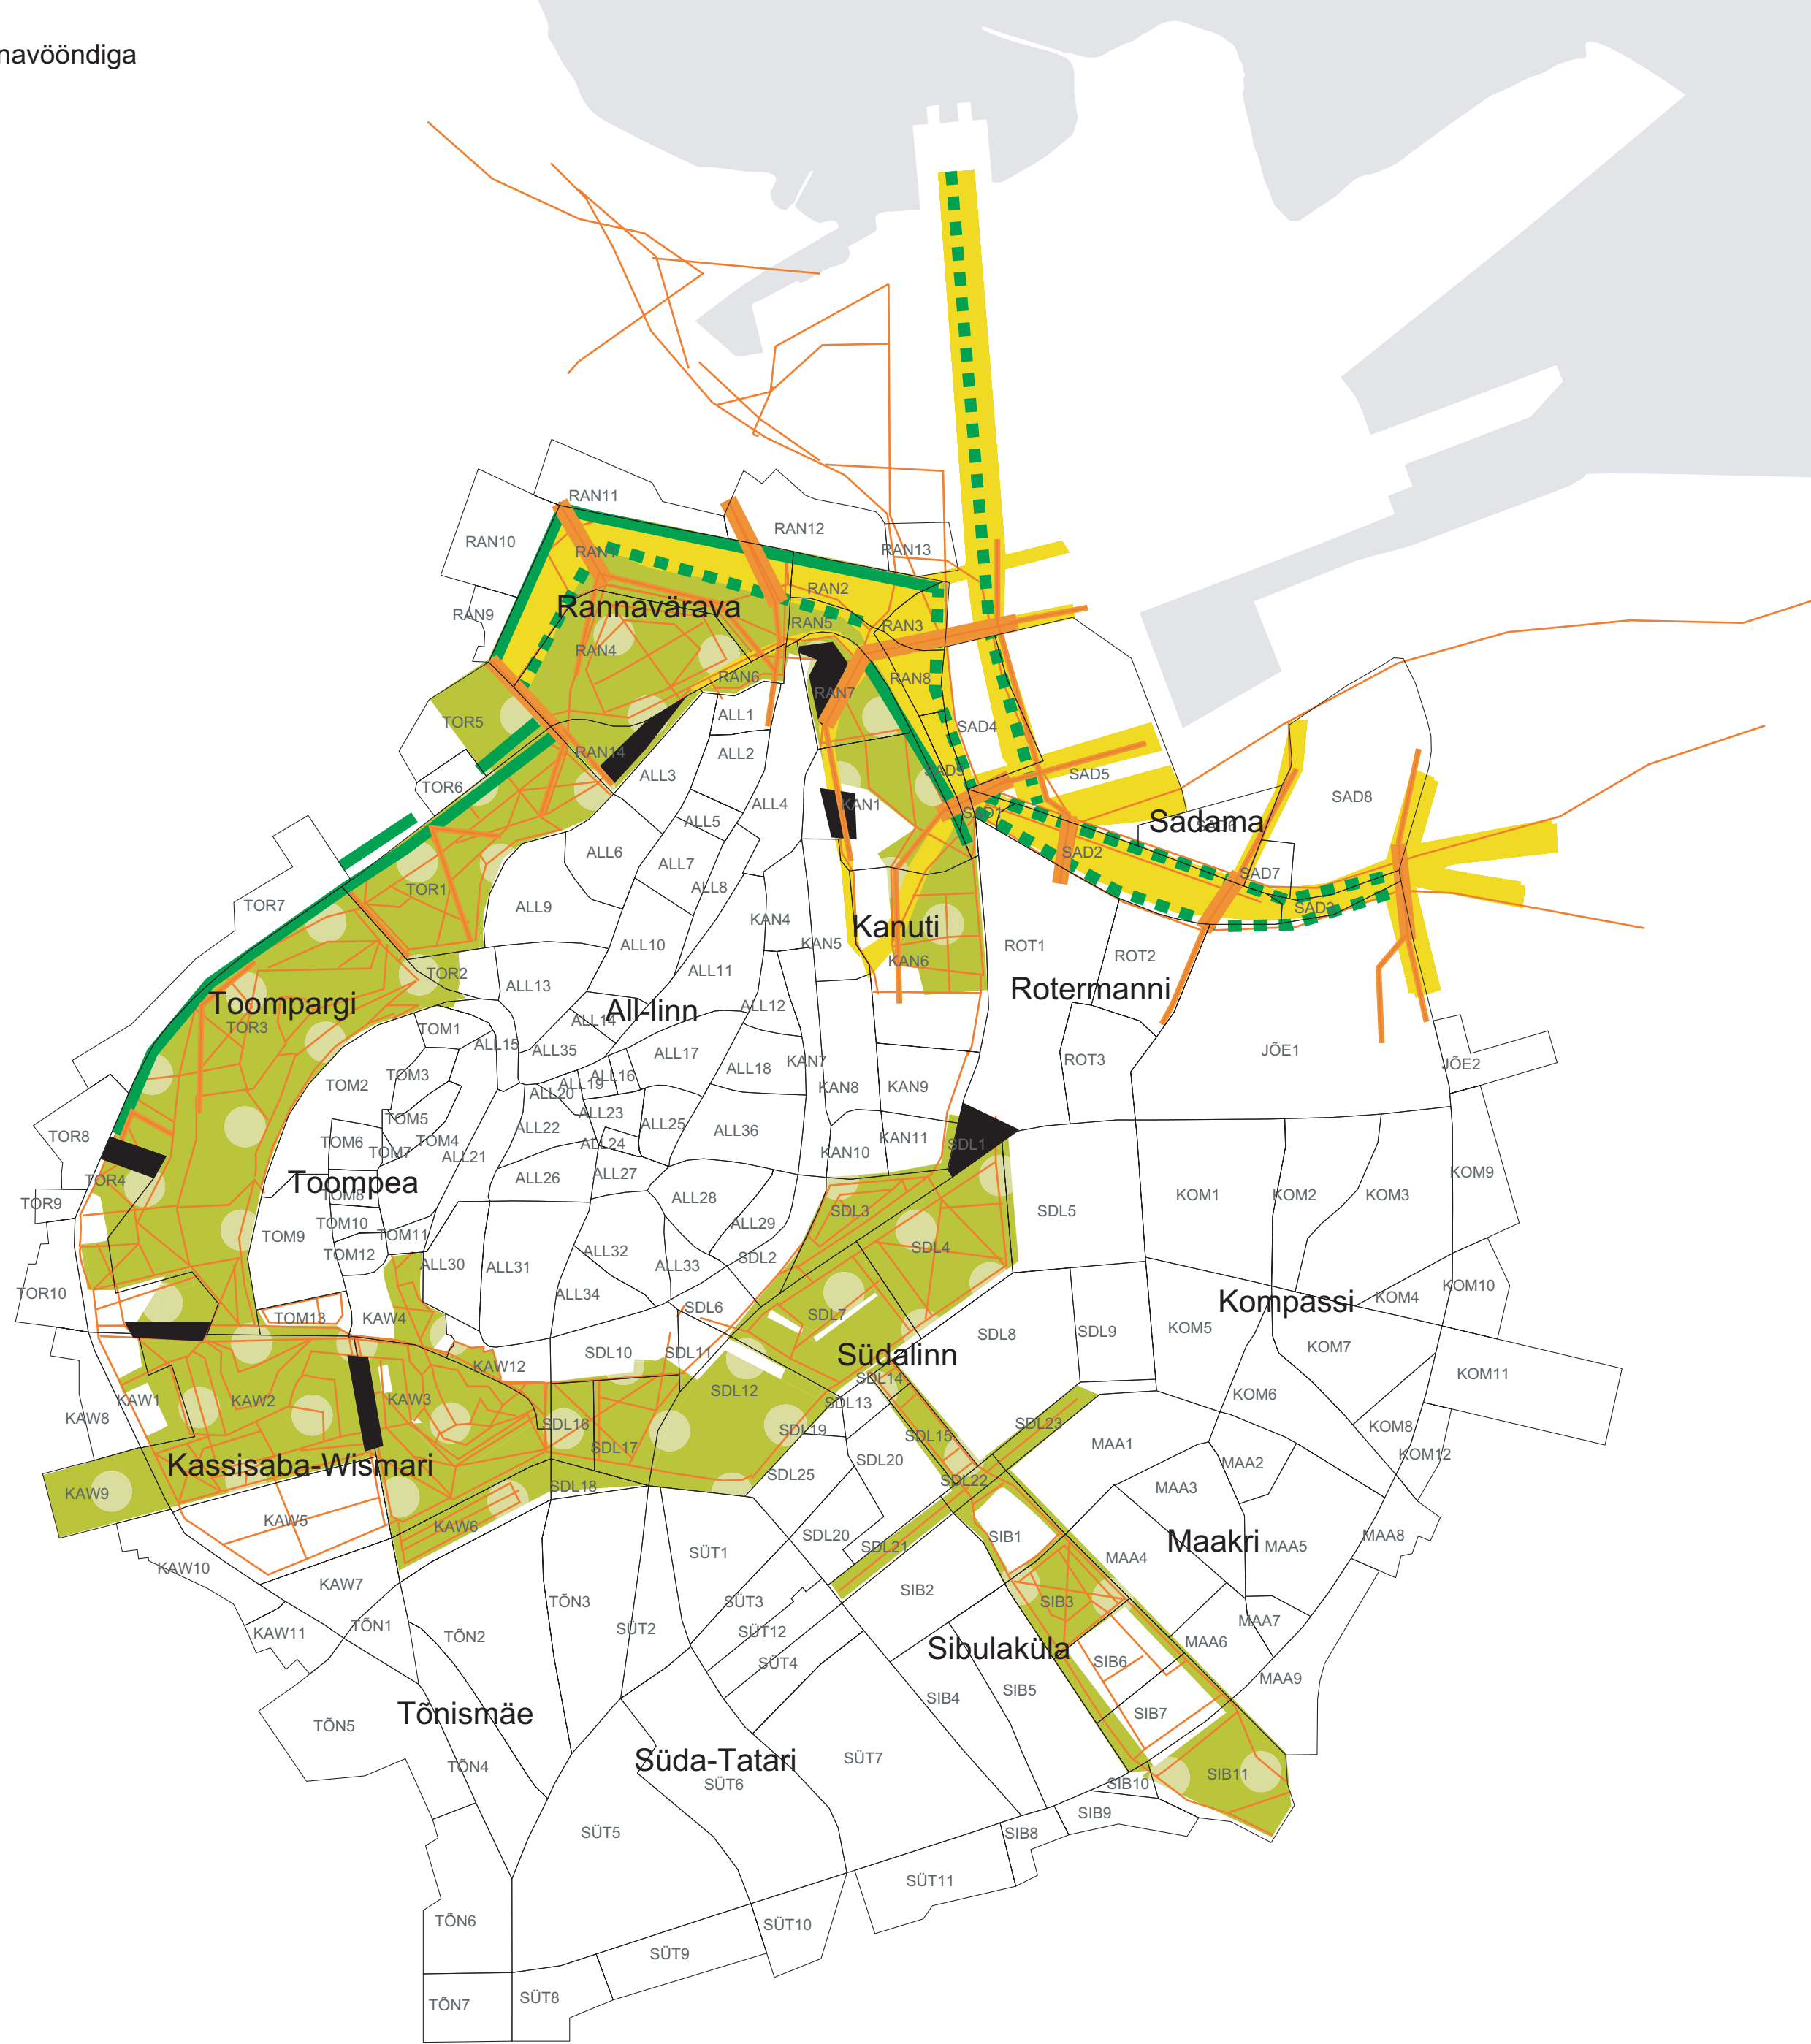 navööndiga
RAN11
RAN12
RAN10
RAN1
RAN13
RAN2
RAN9
Rannavärava
RAN5
RAN3
RAN4
RAN6
RAN8
RAN7
TOR5
ALL1
SAD4
RAN14
ALL2
ALL3
SAD9
SAD5
TOR6
SAD8
ALL4
KAN1
SAD1
Sadama
SAD6
ALL5
ALL6
SAD2
ALL7
SAD7
TOR1
ALL8
TOR7
ALL9
SAD3
KAN4
Kanuti
ALL10
KAN5
ROT1
ROT2
KAN6
TOR2
ALL11
ALL13
Rotermanni
Toompargi
All-linn
ALL12
ALL14
TOR3
TOM1
ALL15
ALL35
ALL17
JÕE1
KAN7
ROT3
JÕE2
ALL18
TOM3
ALL16
TOM2
ALL19
KAN8
KAN9
ALL20
ALL23
TOM5
ALL25
ALL22
ALL36
TOR8
KAN11
TOM6
TOM4
ALL24
SDL1
TOM7
KAN10
ALL21
ALL27
KOM9
TOR4
ALL26
Toompea
TOM8
ALL28
KOM1
KOM2
KOM3
TOR9
SDL3
SDL5
TOM10
ALL29
TOM9
TOM11
SDL4
ALL32
TOM12
SDL2
ALL30
ALL31
ALL33
KOM10
TOR10
ALL34
KOM4
Kompassi
SDL6
SDL7
TOM13
KAW4
KOM5
SDL9
SDL8
KOM7
SDL10
SDL11
Südalinn
KAW12
KOM11
SDL14
SDL12
KOM6
KAW1
KAW2
KAW3
SDL13
KAW8
SDL16
SDL23
KOM8
SDL19
SDL15
MAA1
SDL17
KOM12
SDL20
MAA2
Kassisaba-Wismari
SDL25
SDL22
SDL18
MAA3
KAW9
KAW5
KAW6
SDL20
SIB1
MAA8
Maakri
MAA5
SDL21
SÜT1
MAA4
KAW10
KAW7
SIB2
TÕN3
SÜT3
SIB3
MAA7
TÕN1
SÜT2
SÜT12
KAW11
TÕN2
MAA6
Sibulaküla
SÜT4
SIB6
MAA9
SIB5
SIB4
Tõnismäe
SIB7
TÕN5
SÜT7
Süda-Tatari
TÕN4
SIB11
SÜT6
SIB10
SIB9
SÜT5
SIB8
SÜT11
TÕN6
SÜT10
SÜT9
SÜT8
TÕN7